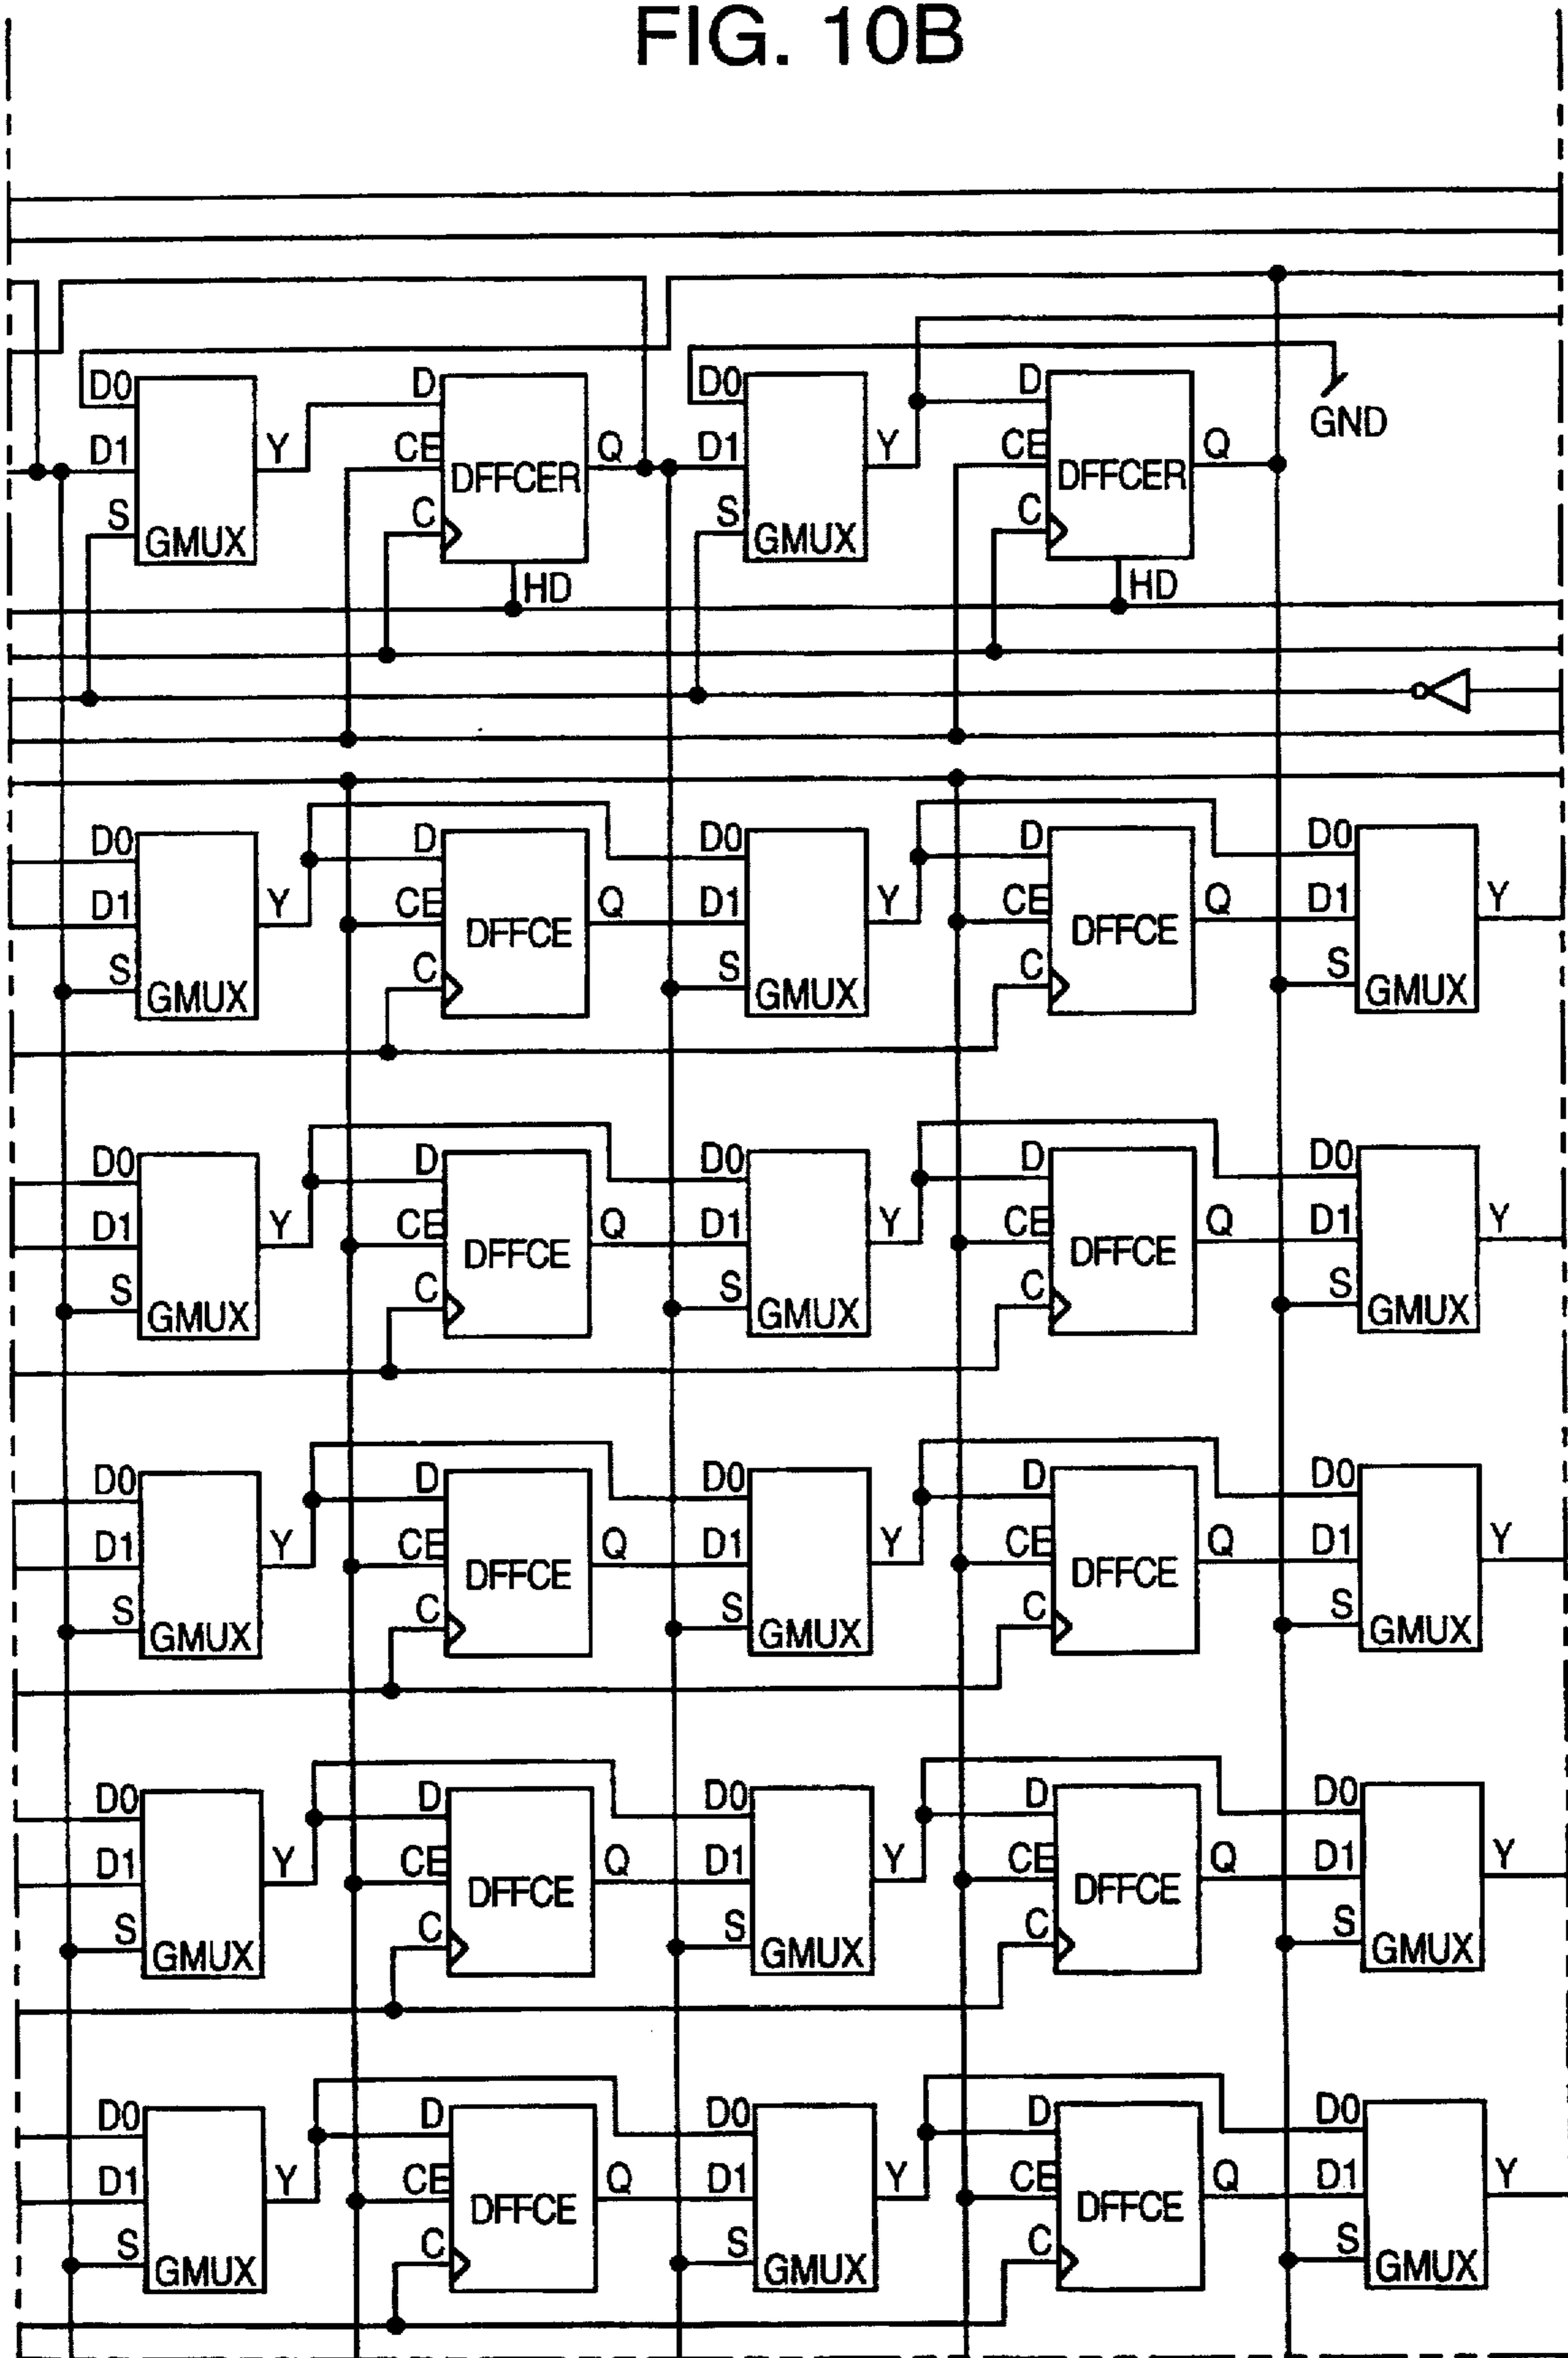 FIG. 10B
D0 D DO D
D1 Y CE Q D1 Y CE Q GND
DFFCER DFFCER
S C S C
GMUX GMUX
HD HD
D0 D D0 D D0
D1 Y CE Q D1 Y CE Q D1 Y
DFFCE DFFCE
S C S C S
GMUX GMUX GMUX
D0 D D0 D D0
D1 Y CE Q D1 Y CE Q D1 Y
DFFCE DFFCE
S C S C S
GMUX GMUX GMUX
D0 D D0 D D0
D1 Y CE Q D1 Y CE Q D1 Y
DFFCE DFFCE
S C S C S
GMUX GMUX GMUX
D0 D D0 D D0
D1 Y CE Q D1 Y CE Q D1 Y
DFFCE DFFCE
S C S C S
GMUX GMUX GMUX
D0 D D0 D D0
D1 Y CE Q D1 Y CE Q D1 Y
DFFCE DFFCE
S C S C S
GMUX GMUX GMUX